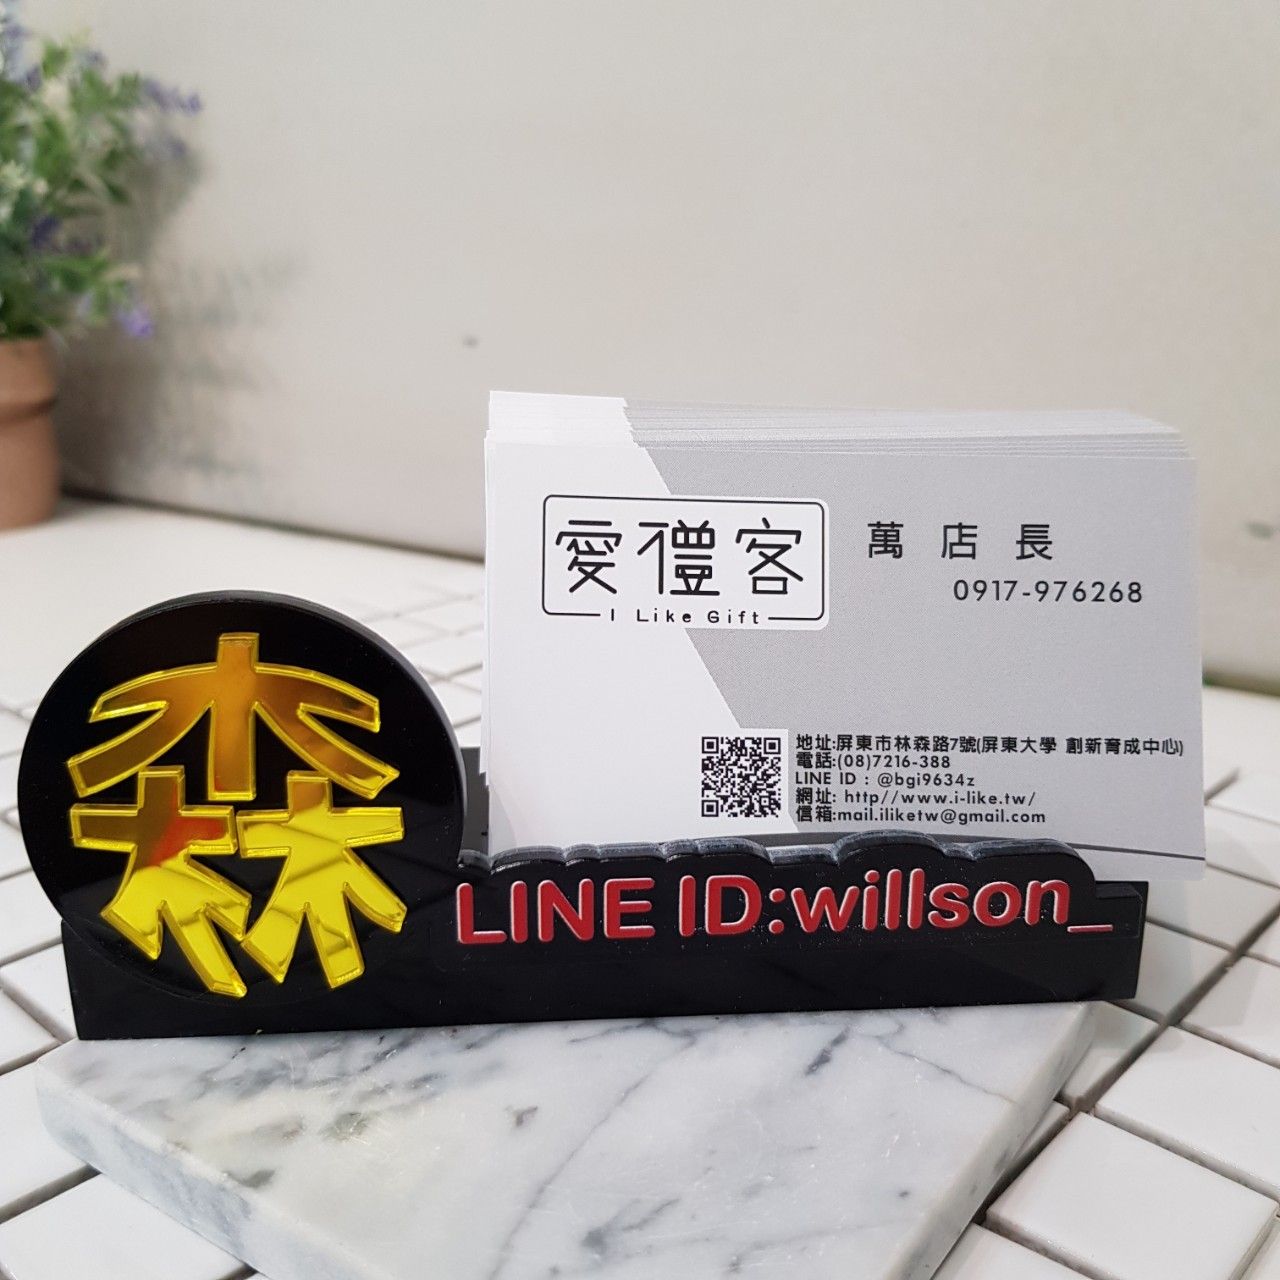 愛禮客
I Like Gift
萬店長
0917-976268
地址:屏東市林森路7號(屏東大學 創新育成中心)
電話:(08)7216-388
LINE ID : @bgi9634z
網址: http//www.i-like.tw/
信箱:mail.iliketw@gmail.com
森
LINE ID:willson_